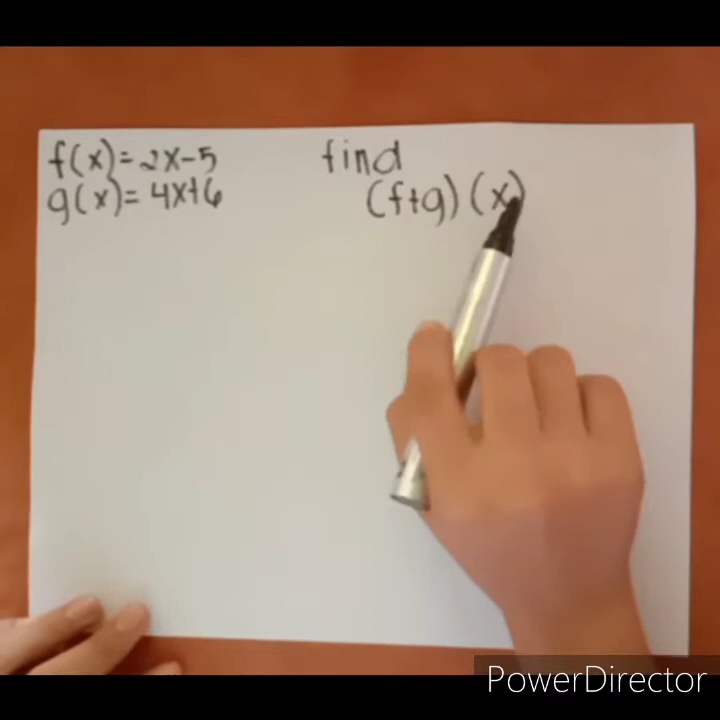 f(x)=2x-5
g(x)=4x+6
find
(f+g)(x)
PowerDirector